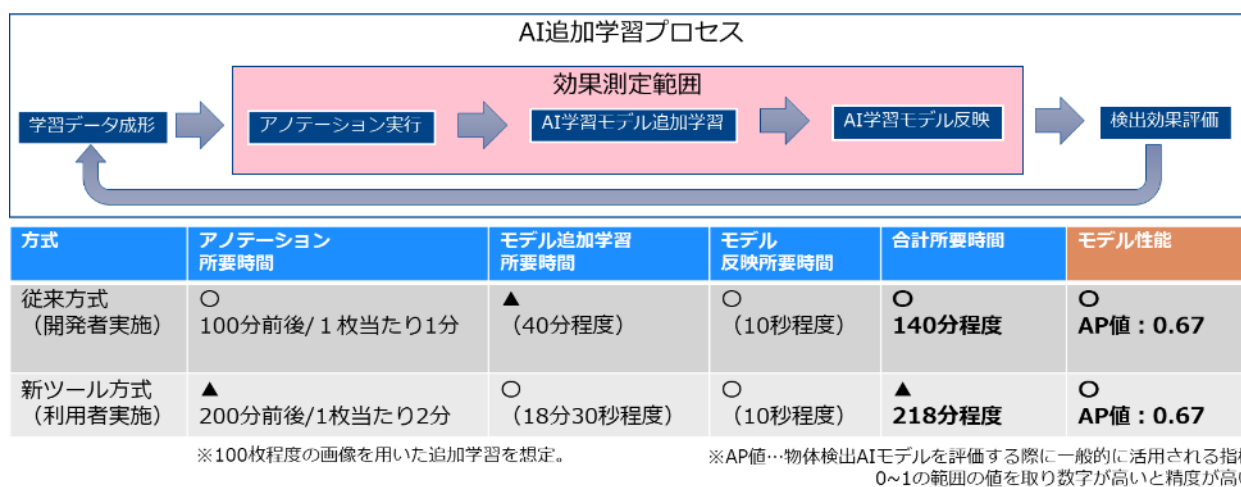 AI追加学習プロセス
効果測定範囲
学習データ成形
アノテーション実行
AI学習モデル追加学習
AI学習モデル反映
検出効果評価
方式
アノテーション
所要時間
モデル追加学習
所要時間
モデル
反映所要時間
合計所要時間
モデル性能
従来方式
（開発者実施）
〇
100分前後/１枚当たり1分
▲
（40分程度）
〇
（10秒程度）
〇
140分程度
〇
AP値：0.67
新ツール方式
（利用者実施）
▲
200分前後/1枚当たり2分
〇
（18分30秒程度）
〇
（10秒程度）
▲
218分程度
〇
AP値：0.67
※100枚程度の画像を用いた追加学習を想定。
※AP値…物体検出AIモデルを評価する際に一般的に活用される指
0~1の範囲の値を取り数字が高いと精度が高